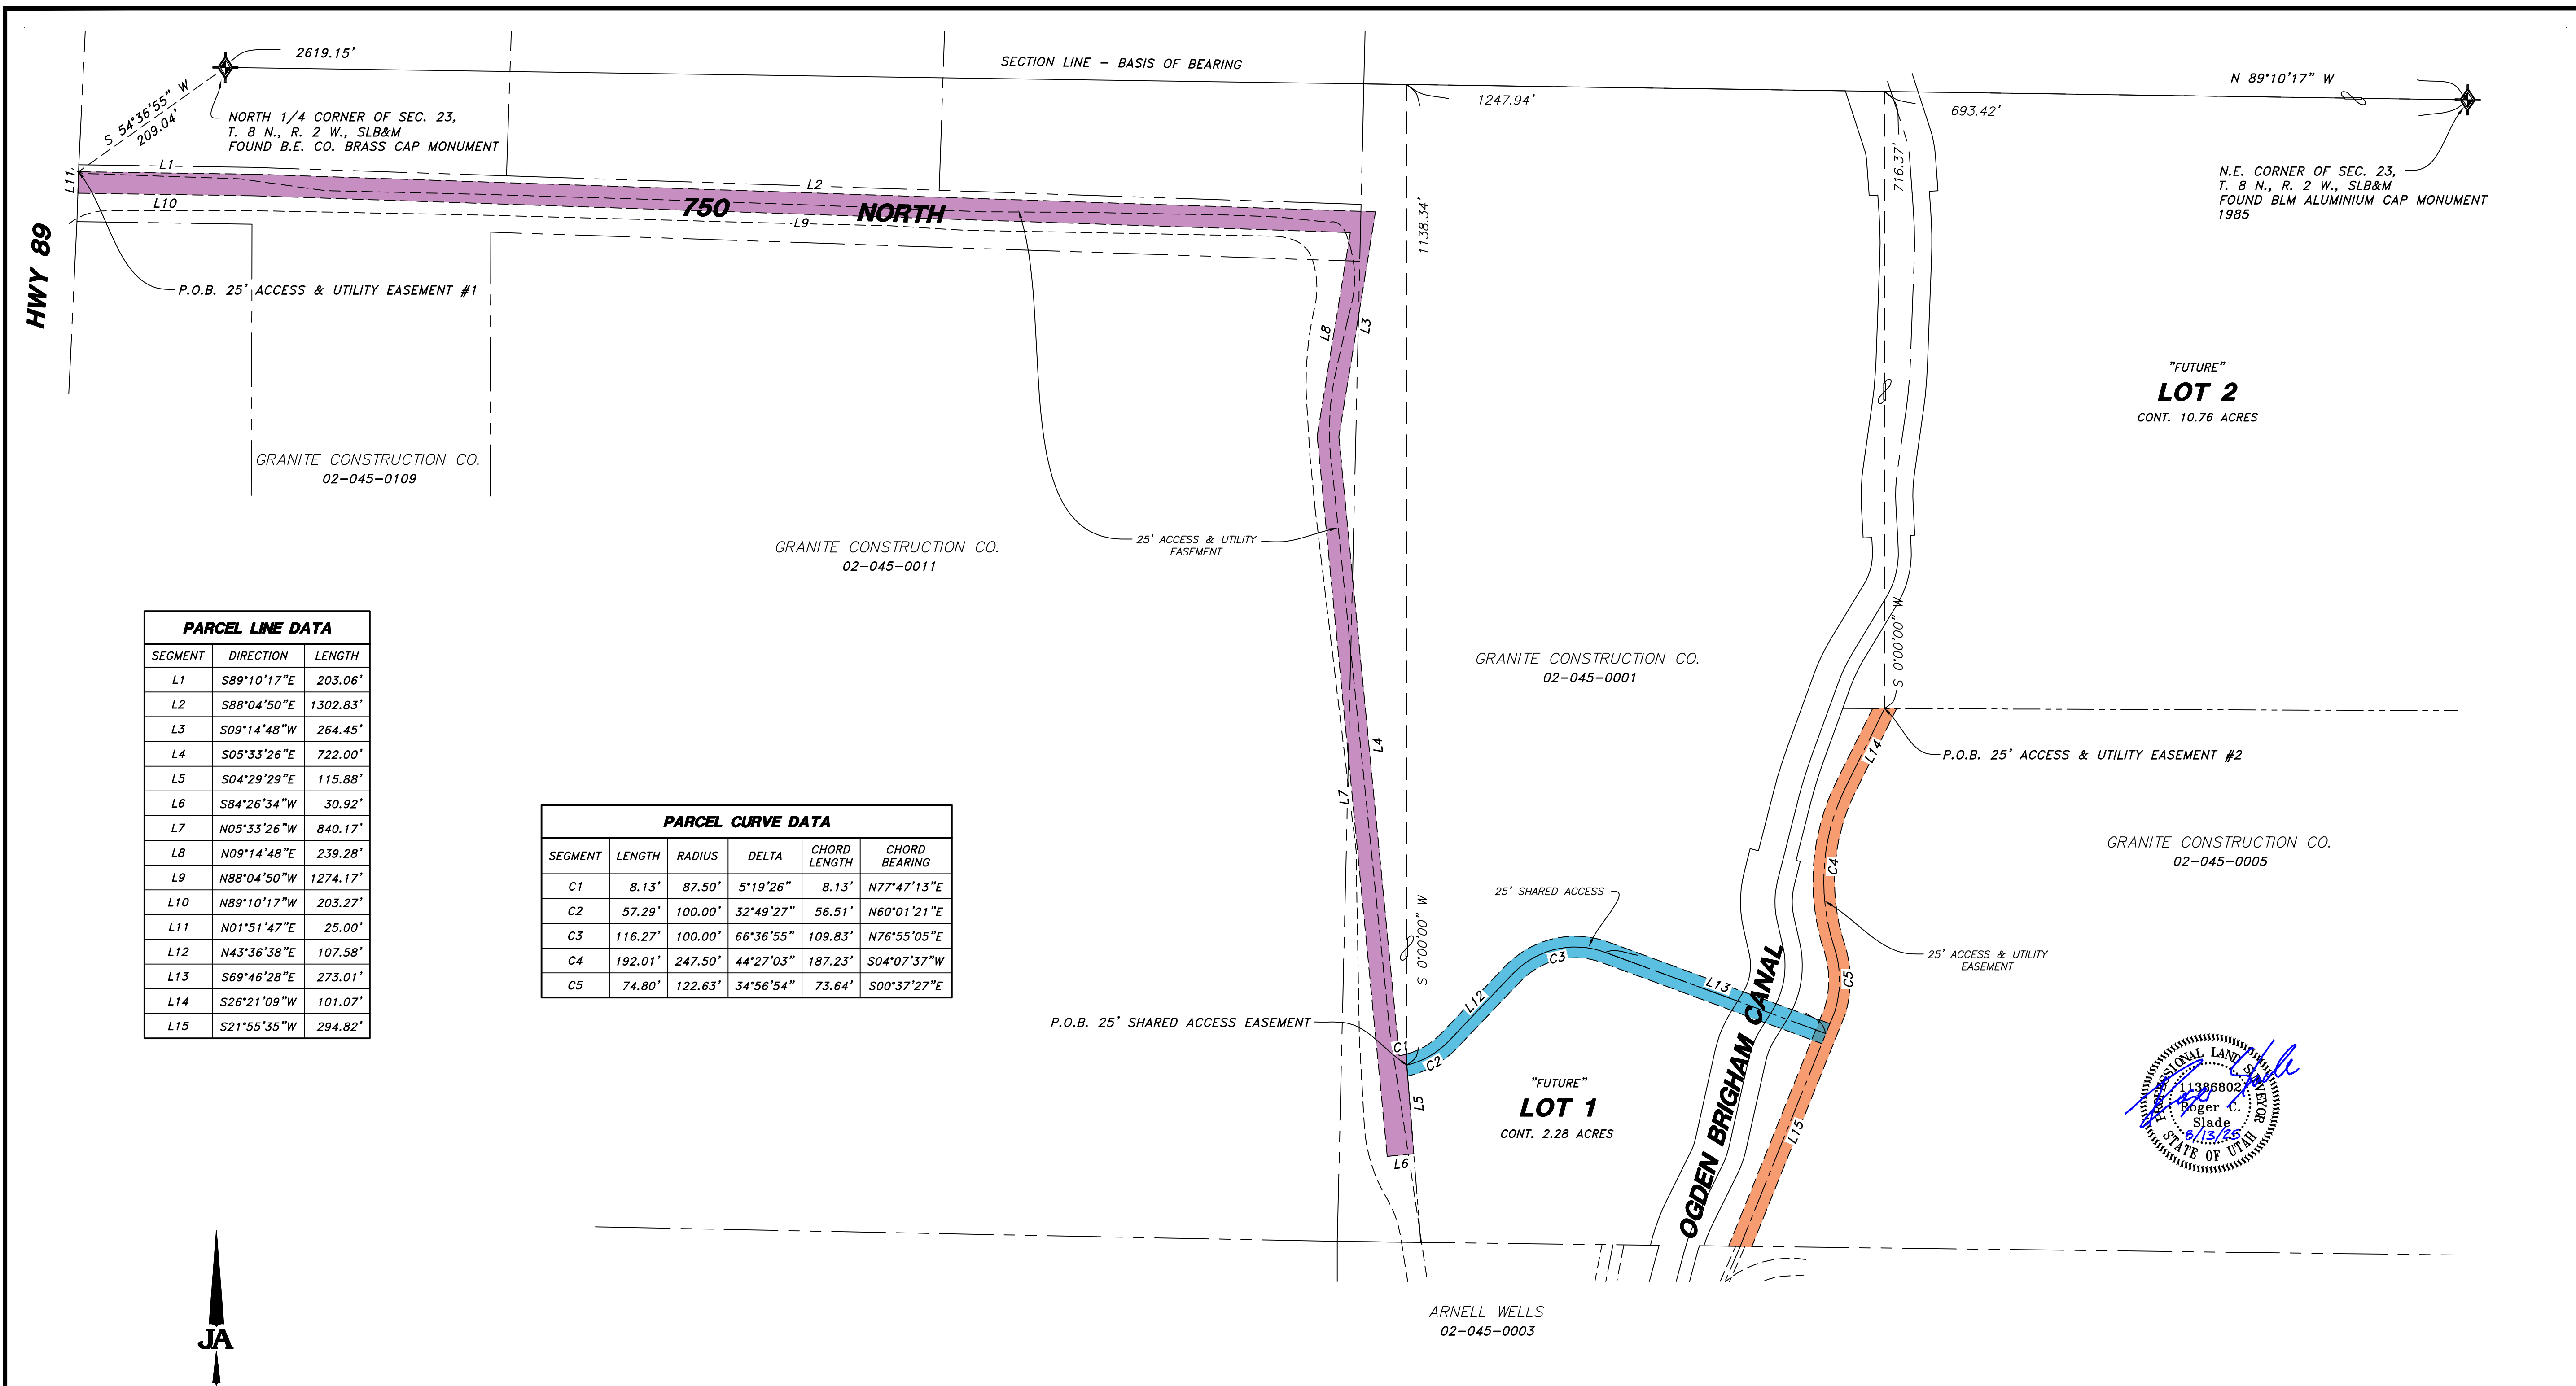 2619.15'
SECTION LINE - BASIS OF BEARING
N 89°10'17" W
1247.94'
693.42'
S 54°36'55" W
209.04'
NORTH 1/4 CORNER OF SEC. 23,
T. 8 N., R. 2 W., SLB&M
FOUND B.E. CO. BRASS CAP MONUMENT
N.E. CORNER OF SEC. 23,
T. 8 N., R. 2 W., SLB&M
FOUND BLM ALUMINIUM CAP MONUMENT
1985
716.37'
1138.34'
L1
L2
L11
L10
750 NORTH
L9
HWY 89
P.O.B. 25' ACCESS & UTILITY EASEMENT #1
L8
L3
"FUTURE"
LOT 2
CONT. 10.76 ACRES
GRANITE CONSTRUCTION CO.
02-045-0109
GRANITE CONSTRUCTION CO.
02-045-0011
25' ACCESS & UTILITY
EASEMENT
GRANITE CONSTRUCTION CO.
02-045-0001
S 0°00'00" W
L14
P.O.B. 25' ACCESS & UTILITY EASEMENT #2
L4
L7
C4
GRANITE CONSTRUCTION CO.
02-045-0005
PARCEL LINE DATA
SEGMENT DIRECTION LENGTH
L1 S89°10'17"E 203.06'
L2 S88°04'50"E 1302.83'
L3 S09°14'48"W 264.45'
L4 S05°33'26"E 722.00'
L5 S04°29'29"E 115.88'
L6 S84°26'34"W 30.92'
L7 N05°33'26"W 840.17'
L8 N09°14'48"E 239.28'
L9 N88°04'50"W 1274.17'
L10 N89°10'17"W 203.27'
L11 N01°51'47"E 25.00'
L12 N43°36'38"E 107.58'
L13 S69°46'28"E 273.01'
L14 S26°21'09"W 101.07'
L15 S21°55'35"W 294.82'
PARCEL CURVE DATA
SEGMENT LENGTH RADIUS DELTA CHORD LENGTH CHORD BEARING
C1 8.13' 87.50' 5°19'26" 8.13' N77°47'13"E
C2 57.29' 100.00' 32°49'27" 56.51' N60°01'21"E
C3 116.27' 100.00' 66°36'55" 109.83' N76°55'05"E
C4 192.01' 247.50' 44°27'03" 187.23' S04°07'37"W
C5 74.80' 122.63' 34°56'54" 73.64' S00°37'27"E
25' SHARED ACCESS
S 0°00'00" W
C3
L12
L13
C5
25' ACCESS & UTILITY
EASEMENT
P.O.B. 25' SHARED ACCESS EASEMENT
C1
C2
L5
L6
"FUTURE"
LOT 1
CONT. 2.28 ACRES
OGDEN BRIGHAM CANAL
L15
PROFESSIONAL LAND SURVEYOR
11386802
Roger C.
Slade
8/13/25
STATE OF UTAH
ARNELL WELLS
02-045-0003
JA